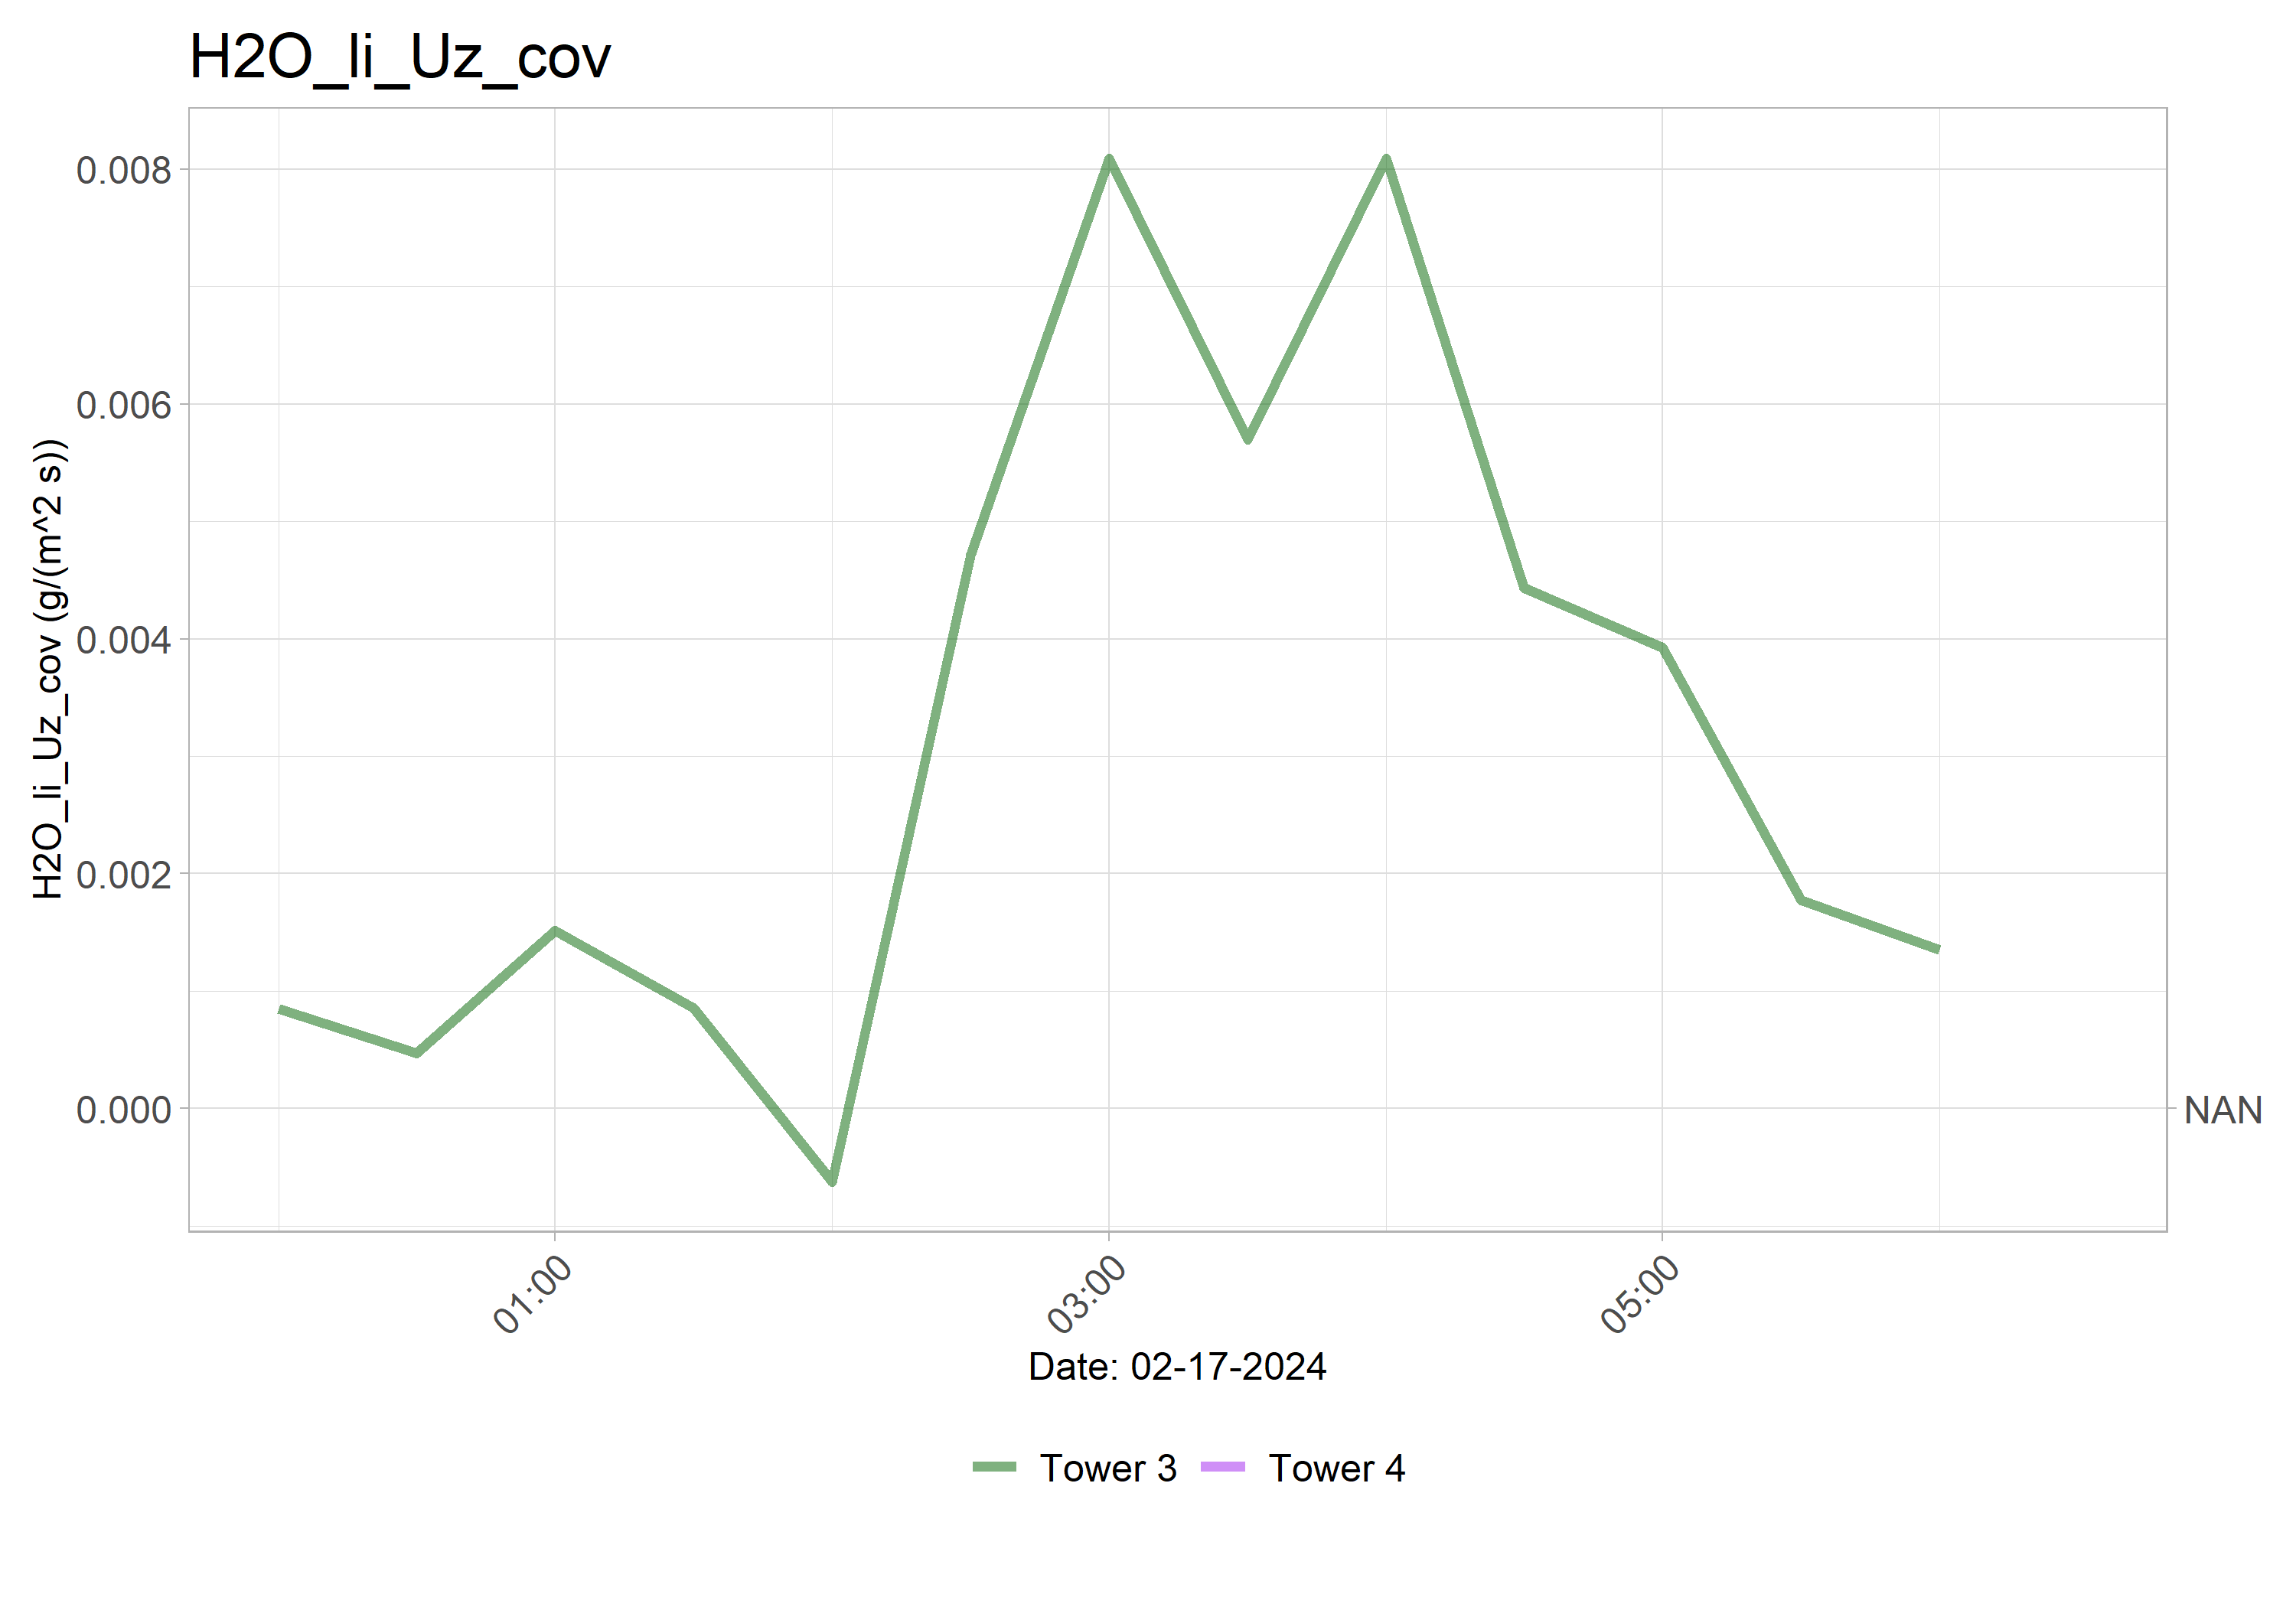 H2O_li_Uz_cov
H2O_li_Uz_cov (g/(m^2 s))
0.008
0.006
0.004
0.002
0.000
NAN
01:00
03:00
05:00
Date: 02-17-2024
Tower 3
Tower 4